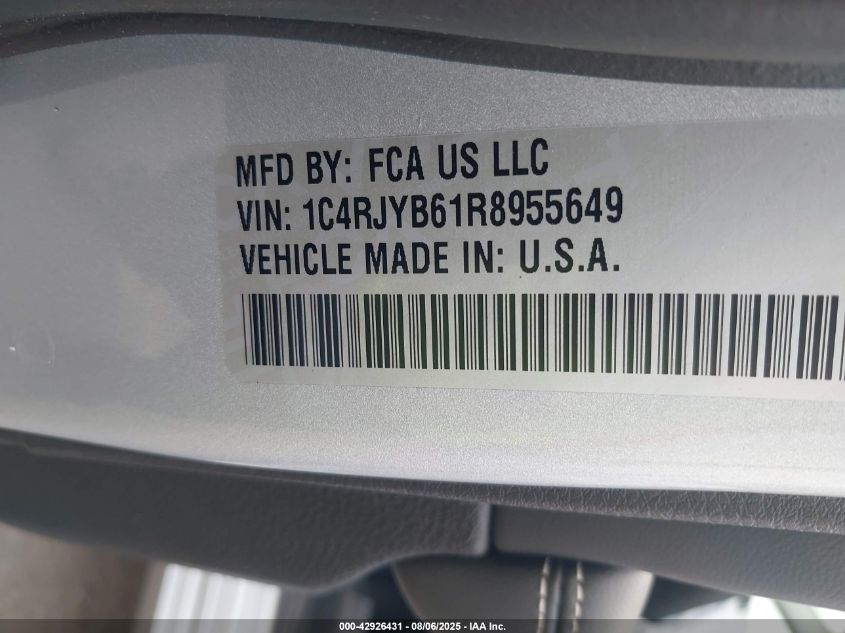 MFD BY: FCA US LLC
VIN: 1C4RJYB61R8955649
VEHICLE MADE IN: U.S.A.
000-42926431 - 08/06/2025 - IAA Inc.